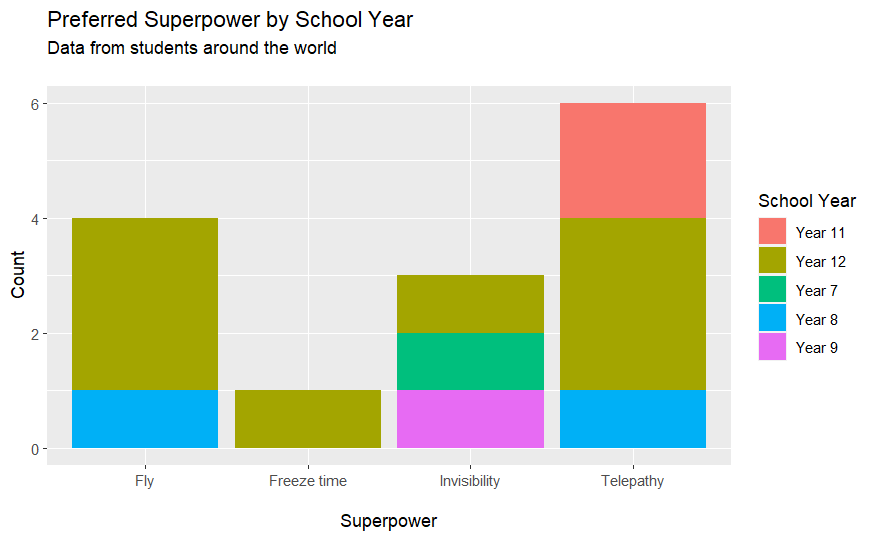 Preferred Superpower by School Year
Data from students around the world
6
4
2
0
Count
Fly
Freeze time
Invisibility
Telepathy
Superpower
School Year
Year 11
Year 12
Year 7
Year 8
Year 9